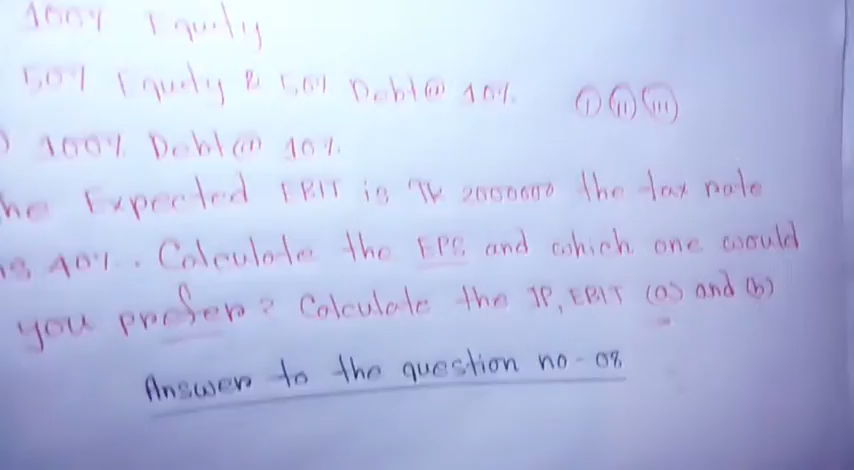 100% Equity
50% Equity & 50% Debt@ 10% (I) (II) (III)
) 100% Debt @ 10%.
he Expected EBIT is Tk 2000000 the tax rate
is 40%. Calculate the EPS and which one would
you prefer? Calculate the IP, EBIT (a) and (b)
Answer to the question no - 08